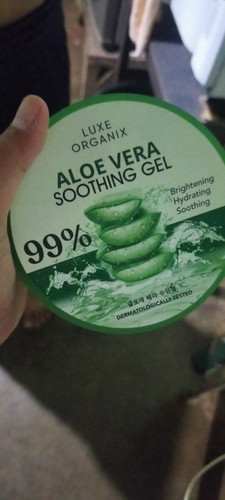 LUXE
ORGANIX
ALOE VERA
SOOTHING GEL
Brightening
Hydrating
Soothing
99%
DERMATOLOGICALLY TESTED